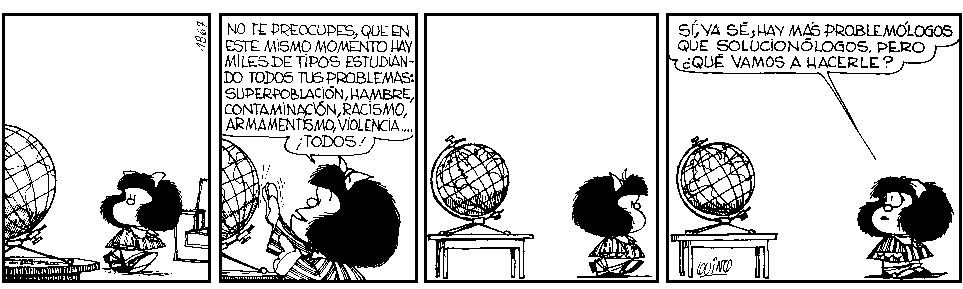 1867
NO TE PREOCUPES, QUE EN
ESTE MISMO MOMENTO HAY
MILES DE TIPOS ESTUDIAN-
DO TODOS TUS PROBLEMAS:
SUPERPOBLACIÓN, HAMBRE,
CONTAMINACIÓN, RACISMO,
ARMAMENTISMO, VIOLENCIA....
¡TODOS!
SÍ, YA SÉ, HAY MÁS PROBLEMÓLOGOS
QUE SOLUCIONÓLOGOS, PERO
¿QUÉ VAMOS A HACERLE?
QUINO